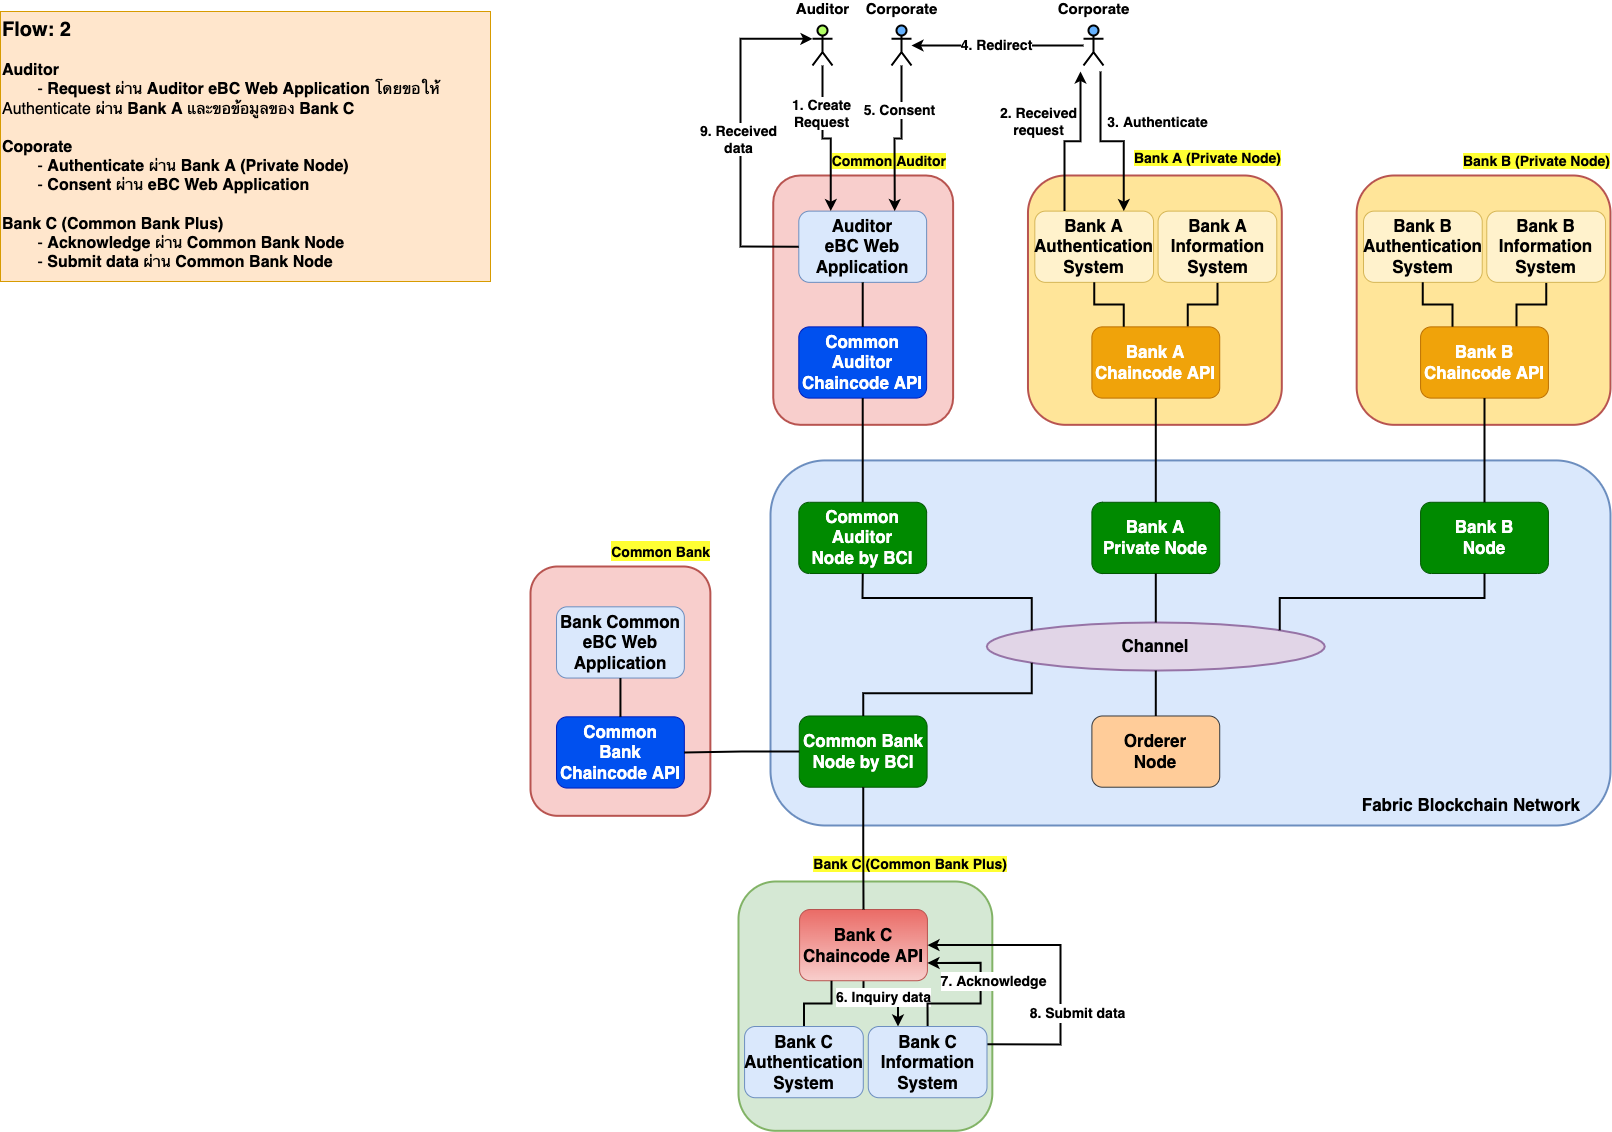 Flow: 2
Auditor
- Request ผ่าน Auditor eBC Web Application โดยขอให้
Authenticate ผ่าน Bank A และขอข้อมูลของ Bank C
Coporate
- Authenticate ผ่าน Bank A (Private Node)
- Consent ผ่าน eBC Web Application
Bank C (Common Bank Plus)
- Acknowledge ผ่าน Common Bank Node
- Submit data ผ่าน Common Bank Node
Auditor
Corporate
Corporate
4. Redirect
1. Create
Request
5. Consent
2. Received
request
3. Authenticate
9. Received
data
Common Auditor
Bank A (Private Node)
Bank B (Private Node)
Auditor
eBC Web
Application
Bank A
Authentication
System
Bank A
Information
System
Bank B
Authentication
System
Bank B
Information
System
Common
Auditor
Chaincode API
Bank A
Chaincode API
Bank B
Chaincode API
Common
Auditor
Node by BCI
Bank A
Private Node
Bank B
Node
Common Bank
Bank Common
eBC Web
Application
Channel
Common
Bank
Chaincode API
Common Bank
Node by BCI
Orderer
Node
Fabric Blockchain Network
Bank C (Common Bank Plus)
Bank C
Chaincode API
7. Acknowledge
6. Inquiry data
8. Submit data
Bank C
Authentication
System
Bank C
Information
System